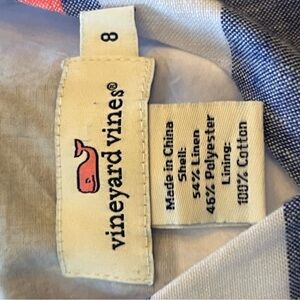 8
vineyard vines®
Made in China
Shell:
54% Linen
46% Polyester
Lining:
100% Cotton